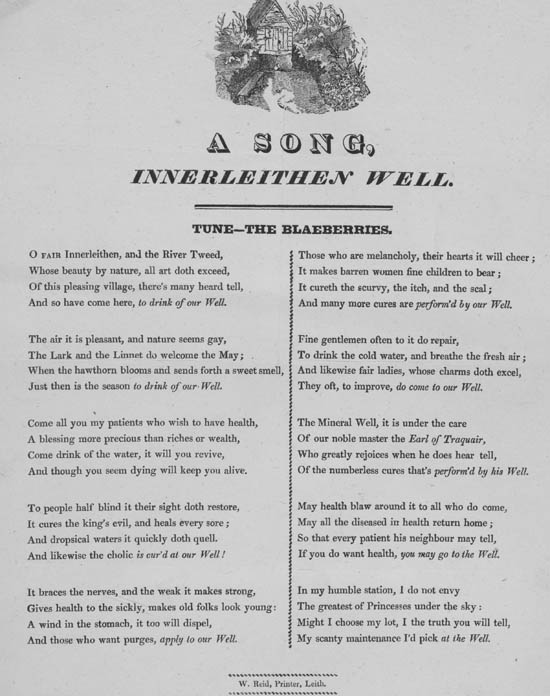 A SONG,
INNERLEITHEN WELL.
TUNE—THE BLAEBERRIES.
O FAIR Innerleithen, and the River Tweed,
Whose beauty by nature, all art doth exceed,
Of this pleasing village, there's many heard tell,
And so have come here, to drink of our Well.
The air it is pleasant, and nature seems gay,
The Lark and the Linnet do welcome the May;
When the hawthorn blooms and sends forth a sweet smell,
Just then is the season to drink of our Well.
Come all you my patients who wish to have health,
A blessing more precious than riches or wealth,
Come drink of the water, it will you revive,
And though you seem dying will keep you alive.
To people half blind it their sight doth restore,
It cures the king's evil, and heals every sore;
And dropsical waters it quickly doth quell.
And likewise the cholic is cur'd at our Well!
It braces the nerves, and the weak it makes strong,
Gives health to the sickly, makes old folks look young:
A wind in the stomach, it too will dispel,
And those who want purges, apply to our Well.
Those who are melancholy, their hearts it will cheer;
It makes barren women fine children to bear;
It cureth the scurvy, the itch, and the scal;
And many more cures are perform'd by our Well.
Fine gentlemen often to it do repair,
To drink the cold water, and breathe the fresh air;
And likewise fair ladies, whose charms doth excel,
They oft, to improve, do come to our Well.
The Mineral Well, it is under the care
Of our noble master the Earl of Traquair,
Who greatly rejoices when he does hear tell,
Of the numberless cures that's perform'd by his Well.
May health blaw around it to all who do come,
May all the diseased in health return home;
So that every patient his neighbour may tell,
If you do want health, you may go to the Well.
In my humble station, I do not envy
The greatest of Princesses under the sky:
Might I choose my lot, I the truth you will tell,
My scanty maintenance I'd pick at the Well.
W. Reid, Printer, Leith.